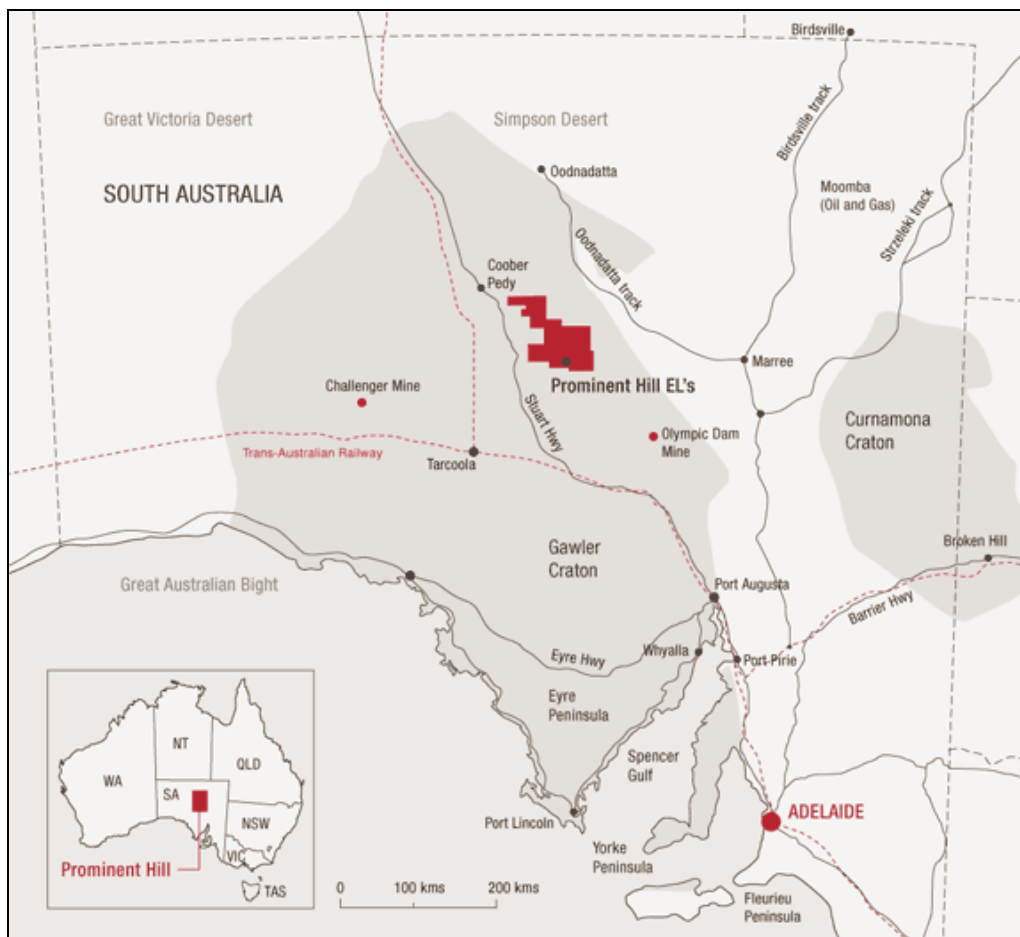 Birdsville
Great Victoria Desert
Simpson Desert
Birdsville track
Oodnadatta
SOUTH AUSTRALIA
Moomba
(Oil and Gas)
Strzeleki track
Oodnadatta track
Coober
Pedy
Marree
Challenger Mine
Prominent Hill EL's
Stuart Hwy
Curnamona
Craton
Olympic Dam
Mine
Trans-Australian Railway
Tarcoola
Gawler
Craton
Broken Hill
Great Australian Bight
Port Augusta
Barrier Hwy
Eyre Hwy
Whyalla
Port Pirie
Eyre
Peninsula
Spencer
Gulf
NT
QLD
WA
SA
NSW
VIC
TAS
Prominent Hill
Port Lincoln
ADELAIDE
Yorke
Peninsula
0
100 kms
200 kms
Fleurieu
Peninsula